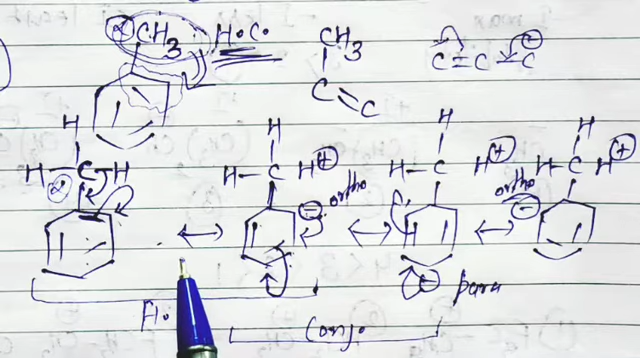 α CH3 H.C. CH3
C=C C=C-C ⊖
H H H H
H-C-H H-C H⊕ H-C H⊕ H-C H⊕
α ⊖ ortho ortho ⊖
⊖ para
H.
Conj.